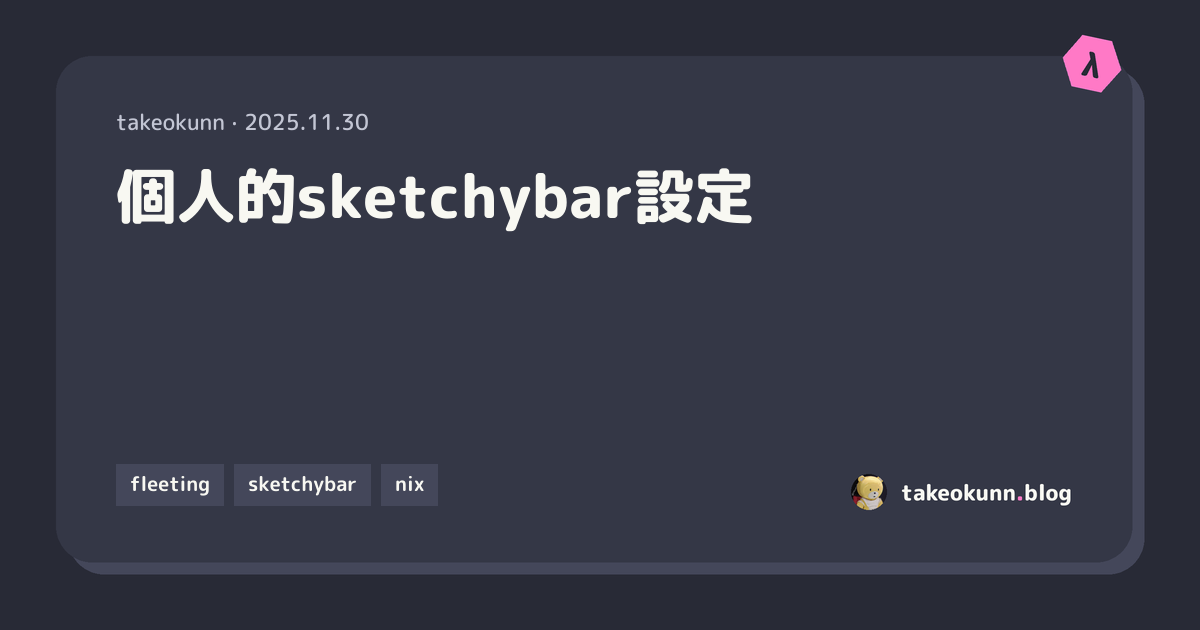 λ
takeokunn · 2025.11.30
個人的sketchybar設定
fleeting
sketchybar
nix
takeokunn.blog